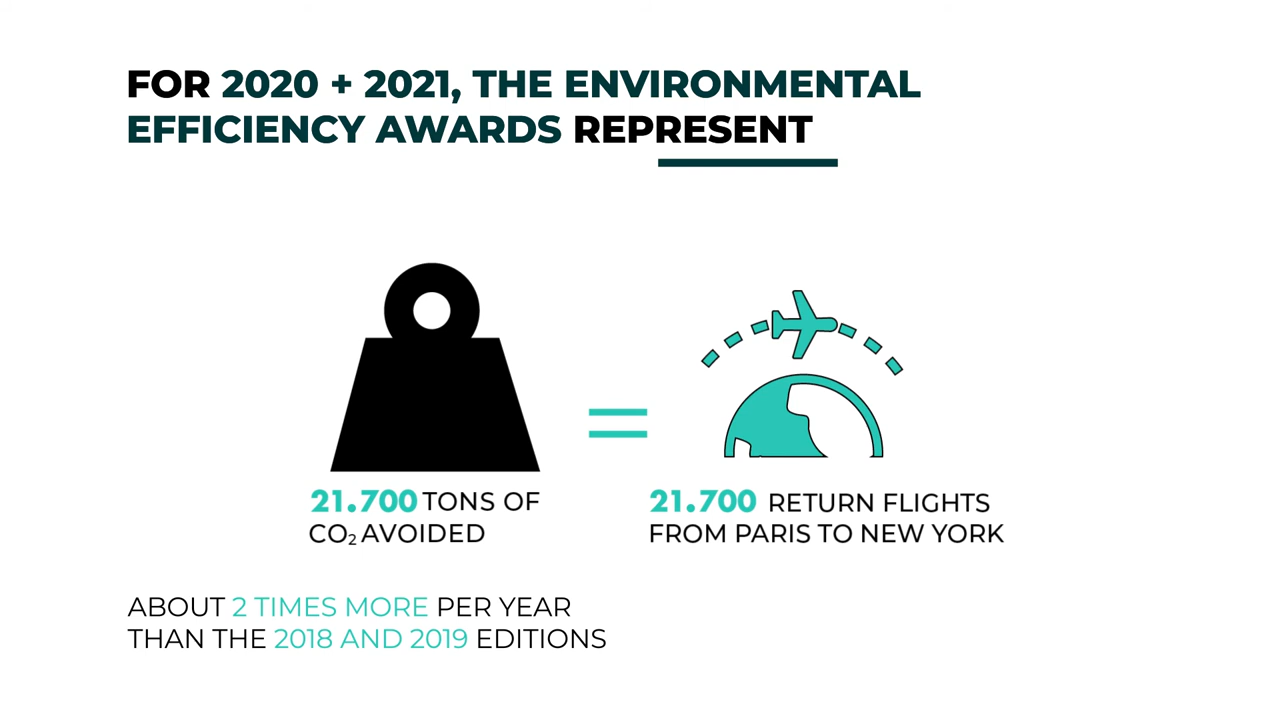 FOR 2020 + 2021, THE ENVIRONMENTAL
EFFICIENCY AWARDS REPRESENT
21.700 TONS OF
CO₂ AVOIDED
21.700 RETURN FLIGHTS
FROM PARIS TO NEW YORK
ABOUT 2 TIMES MORE PER YEAR
THAN THE 2018 AND 2019 EDITIONS